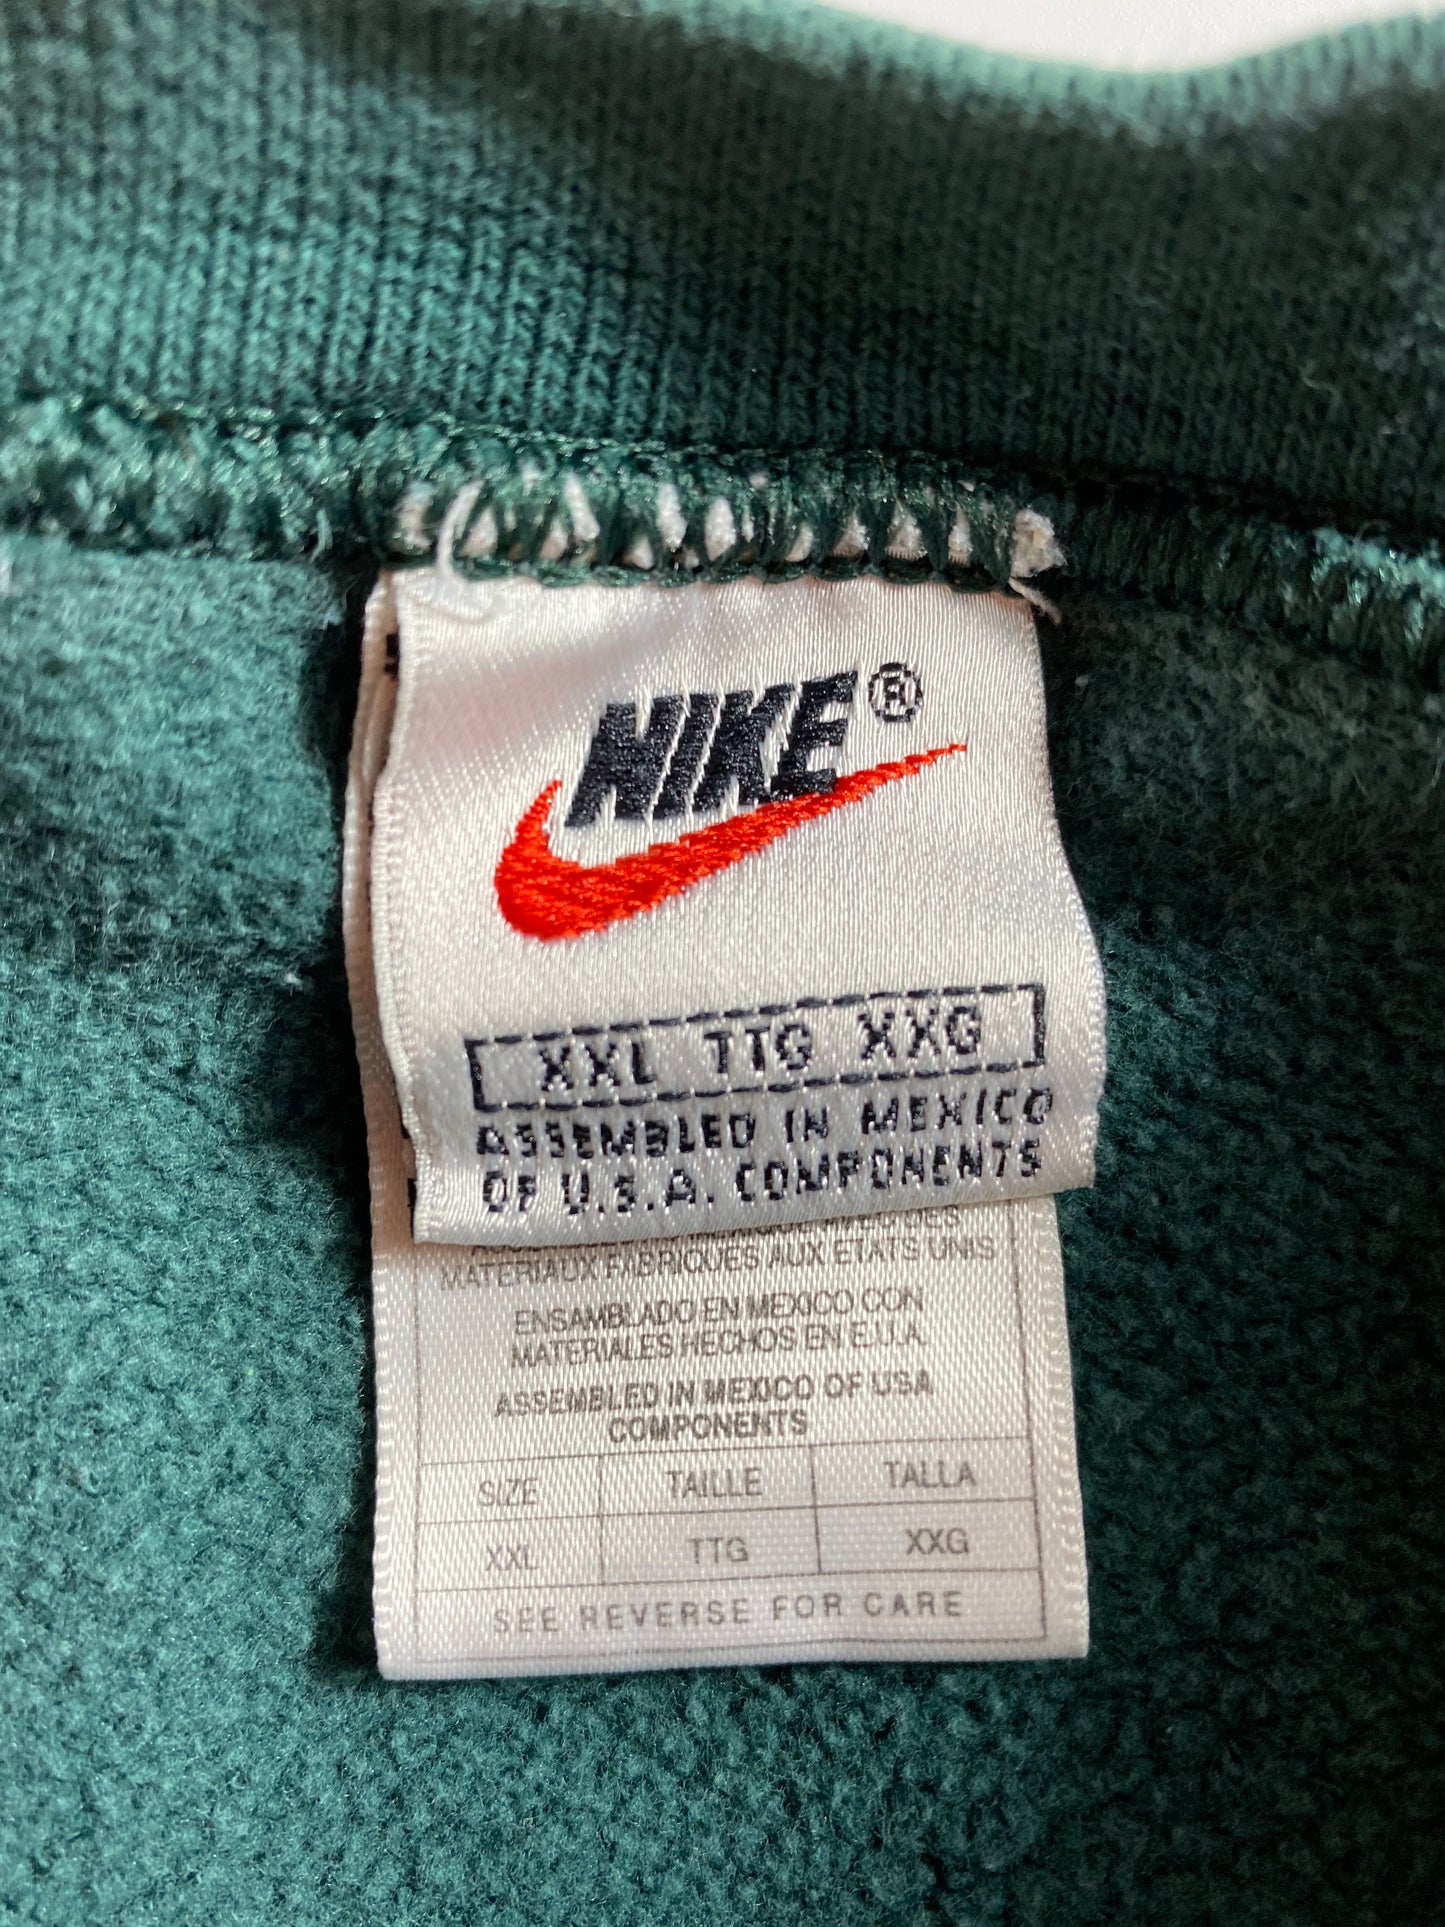 NIKE®
XXL TTG XXG
ASSEMBLED IN MEXICO
OF U.S.A. COMPONENTS
MATERIAUX FABRIQUES AUX ETATS UNIS
ENSAMBLADO EN MEXICO CON
MATERIALES HECHOS EN E.U.A.
ASSEMBLED IN MEXICO OF USA
COMPONENTS
SIZE TAILLE TALLA
XXL TTG XXG
SEE REVERSE FOR CARE